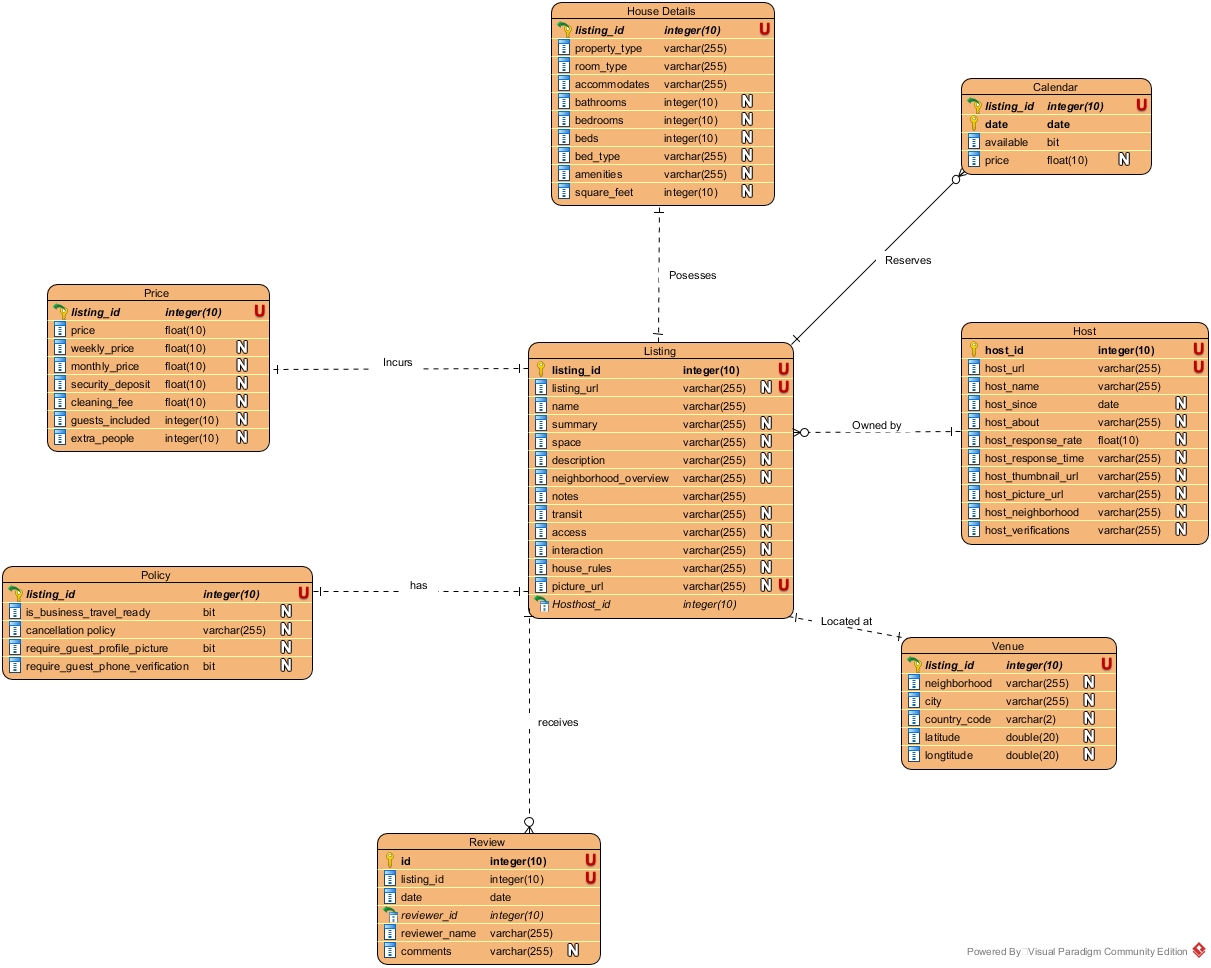 House Details
listing_id integer(10) U
property_type varchar(255)
room_type varchar(255)
accommodates varchar(255)
bathrooms integer(10) N
bedrooms integer(10) N
beds integer(10) N
bed_type varchar(255) N
amenities varchar(255) N
square_feet integer(10) N
Calendar
listing_id integer(10) U
date date
available bit
price float(10) N
Reserves
Posesses
Price
listing_id integer(10) U
price float(10)
weekly_price float(10) N
monthly_price float(10) N
security_deposit float(10) N
cleaning_fee float(10) N
guests_included integer(10) N
extra_people integer(10) N
Incurs
Listing
listing_id integer(10) U
listing_url varchar(255) N U
name varchar(255)
summary varchar(255) N
space varchar(255) N
description varchar(255) N
neighborhood_overview varchar(255) N
notes varchar(255)
transit varchar(255) N
access varchar(255) N
interaction varchar(255) N
house_rules varchar(255) N
picture_url varchar(255) N U
Hosthost_id integer(10)
Owned by
Host
host_id integer(10) U
host_url varchar(255) U
host_name varchar(255)
host_since date N
host_about varchar(255) N
host_response_rate float(10) N
host_response_time varchar(255) N
host_thumbnail_url varchar(255) N
host_picture_url varchar(255) N
host_neighborhood varchar(255) N
host_verifications varchar(255) N
Policy
listing_id integer(10) U
is_business_travel_ready bit N
cancellation policy varchar(255) N
require_guest_profile_picture bit N
require_guest_phone_verification bit N
has
Located at
Venue
listing_id integer(10) U
neighborhood varchar(255) N
city varchar(255) N
country_code varchar(2) N
latitude double(20) N
longtitude double(20) N
receives
Review
id integer(10) U
listing_id integer(10) U
date date
reviewer_id integer(10)
reviewer_name varchar(255)
comments varchar(255) N
Powered By Visual Paradigm Community Edition